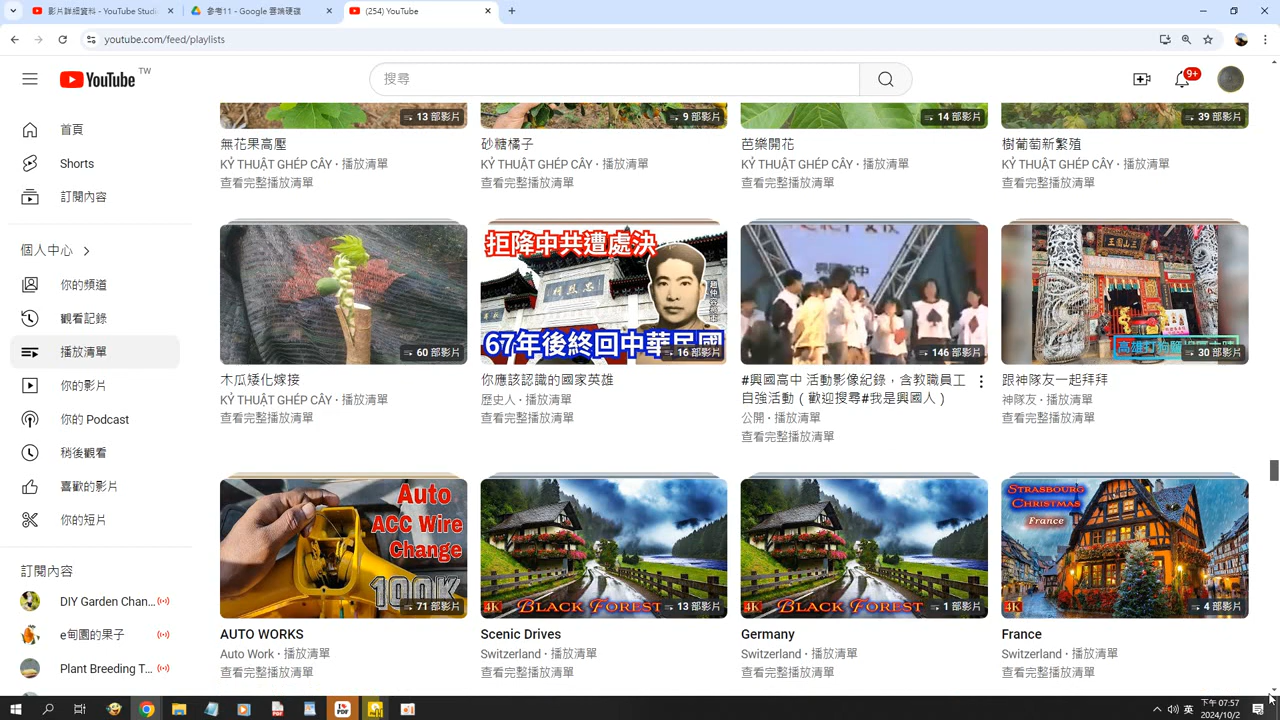 影片詳細資料 - YouTube Studi
參考11 - Google 雲端硬碟
(254) YouTube
youtube.com/feed/playlists
YouTube TW
搜尋
9+
首頁
Shorts
訂閱內容
個人中心
你的頻道
觀看記錄
播放清單
你的影片
你的 Podcast
稍後觀看
喜歡的影片
你的短片
訂閱內容
DIY Garden Chan...
e甸園的果子
Plant Breeding T...
13 部影片
9 部影片
14 部影片
39 部影片
無花果高壓
砂糖橘子
芭樂開花
樹葡萄新繁殖
KỶ THUẬT GHÉP CÂY · 播放清單
KỶ THUẬT GHÉP CÂY · 播放清單
KỶ THUẬT GHÉP CÂY · 播放清單
KỶ THUẬT GHÉP CÂY · 播放清單
查看完整播放清單
查看完整播放清單
查看完整播放清單
查看完整播放清單
60 部影片
拒降中共遭處決
67年後終回中華民國
16 部影片
146 部影片
三山國王
30 部影片
木瓜矮化嫁接
KỶ THUẬT GHÉP CÂY · 播放清單
查看完整播放清單
你應該認識的國家英雄
歷史人 · 播放清單
查看完整播放清單
#興國高中 活動影像紀錄，含教職員工
自強活動 ( 歡迎搜尋#我是興國人 )
公開 · 播放清單
查看完整播放清單
跟神隊友一起拜拜
神隊友 · 播放清單
查看完整播放清單
Auto
ACC Wire
Change
100K
71 部影片
4K BLACK FOREST
13 部影片
4K BLACK FOREST
1 部影片
STRASBOURG
CHRISTMAS
France
4K
4 部影片
AUTO WORKS
Auto Work · 播放清單
查看完整播放清單
Scenic Drives
Switzerland · 播放清單
查看完整播放清單
Germany
Switzerland · 播放清單
查看完整播放清單
France
Switzerland · 播放清單
查看完整播放清單
英
下午 07:57
2024/10/2